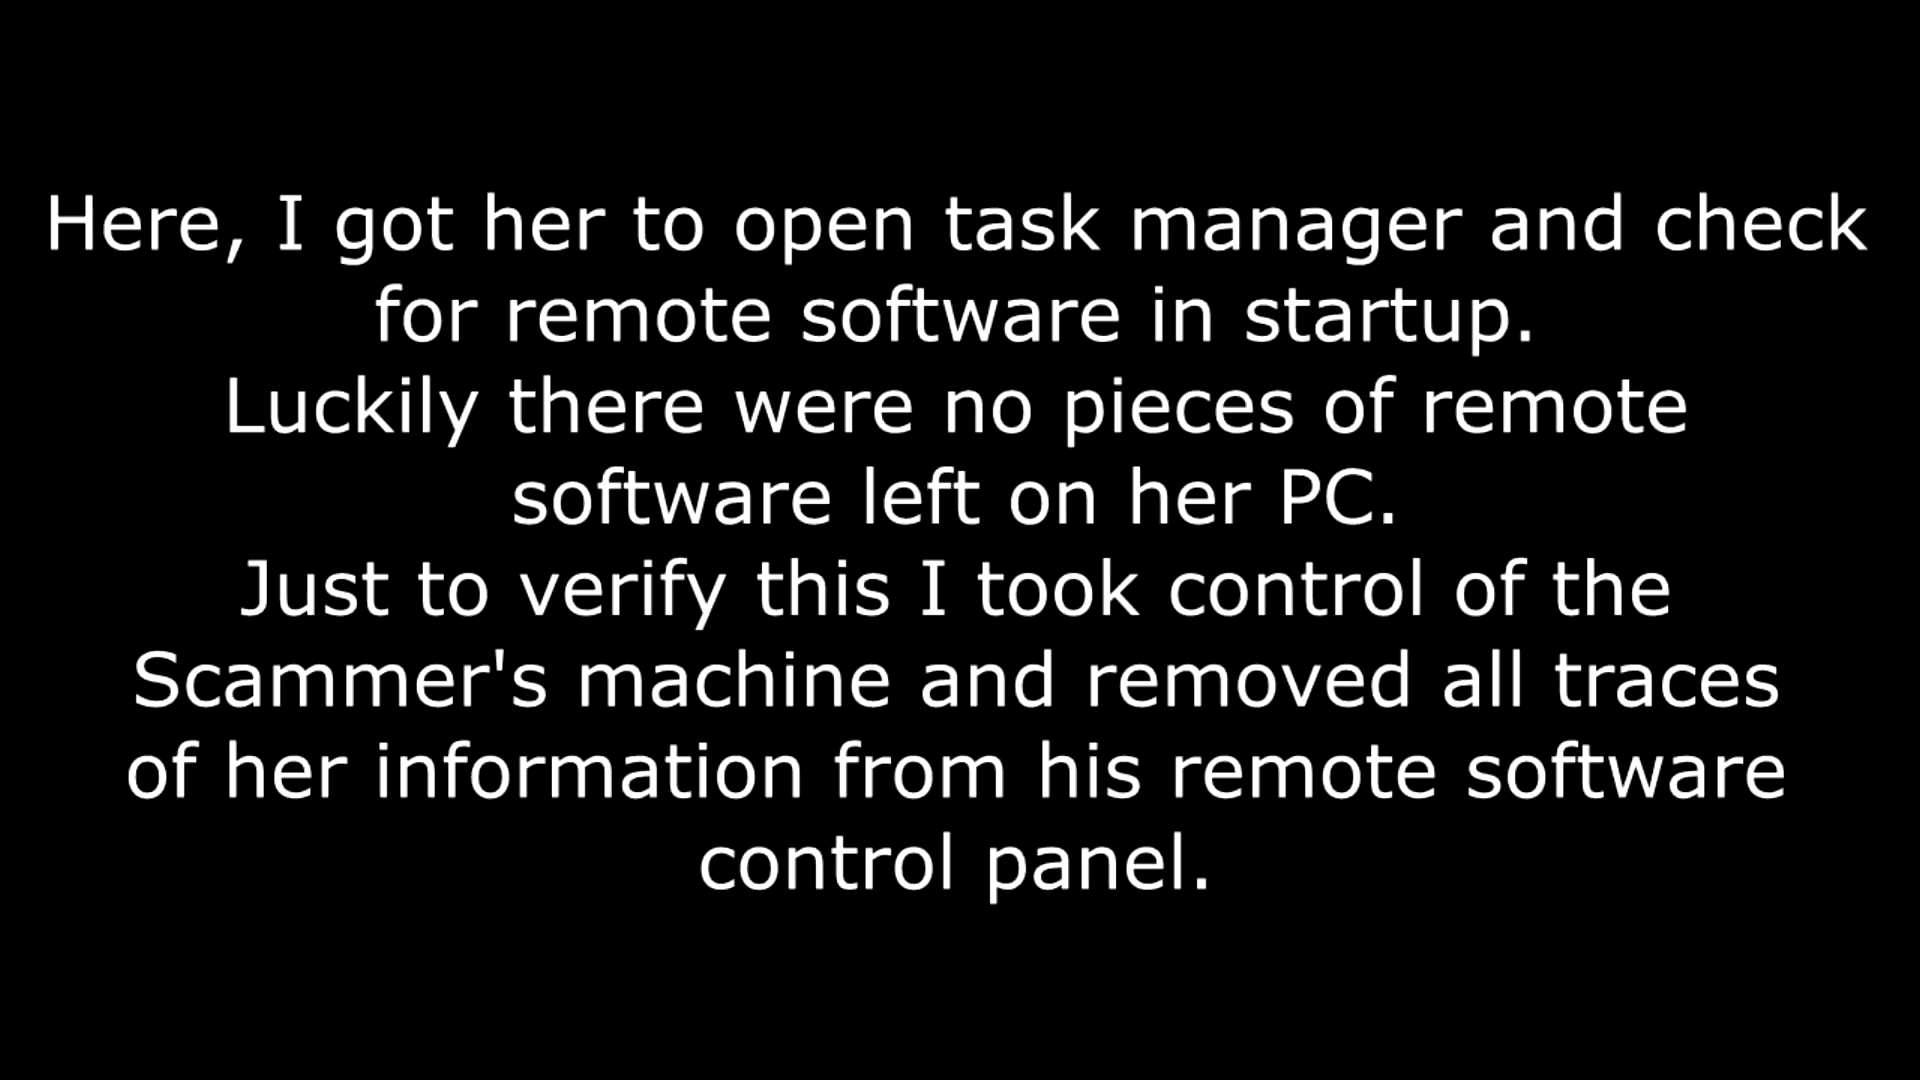 Here, I got her to open task manager and check
for remote software in startup.
Luckily there were no pieces of remote
software left on her PC.
Just to verify this I took control of the
Scammer's machine and removed all traces
of her information from his remote software
control panel.